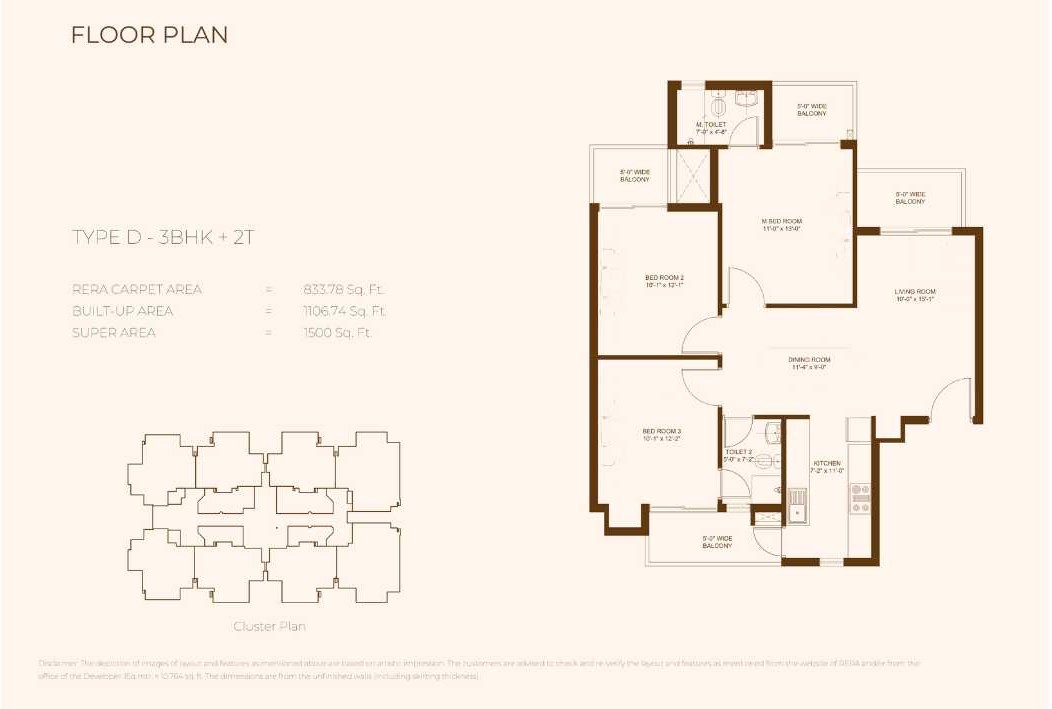 FLOOR PLAN
5'-0" WIDE
BALCONY
M. TOILET
7'-0" x 4'-8"
5'-0" WIDE
BALCONY
5'-0" WIDE
BALCONY
M.BED ROOM
11'-0" x 13'-0"
TYPE D - 3BHK + 2T
BED ROOM 2
10'-1" x 12'-1"
RERA CARPET AREA = 833.78 Sq. Ft.
LIVING ROOM
10'-0" x 15'-1"
BUILT-UP AREA = 1106.74 Sq. Ft.
SUPER AREA = 1500 Sq. Ft.
DINING ROOM
11'-4" x 9'-0"
BED ROOM 3
10'-1" x 12'-2"
TOILET 2
5'-0" x 7'-2"
KITCHEN
7'-2" x 11'-0"
5'-0" WIDE
BALCONY
Cluster Plan
Disclaimer: The depiction of images of layout and features as mentioned above are based on artistic impression. The customers are advised to check and re-verify the layout and features as mentioned from the website of RERA and/or from the
office of the Developer. 1Sq. mtr. = 10.764 sq. ft. The dimensions are from the unfinished walls (including skirting thickness)